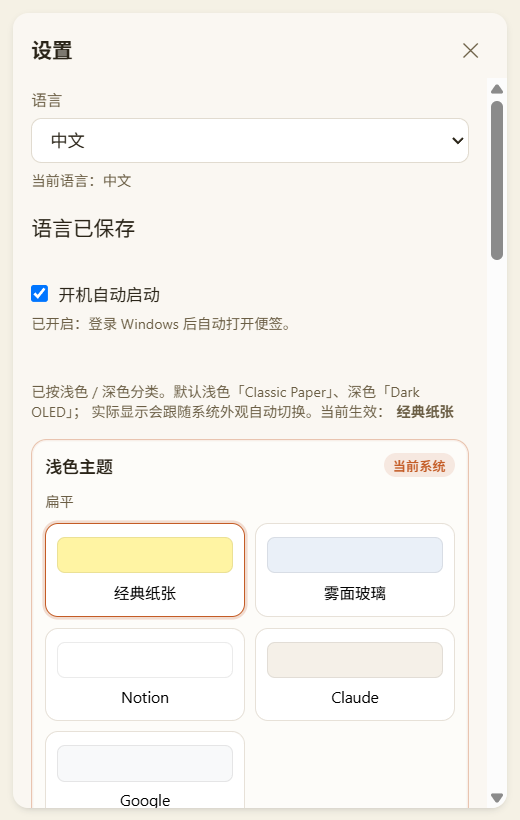 设置
语言
中文
当前语言：中文
语言已保存
开机自动启动
已开启：登录 Windows 后自动打开便签。
已按浅色 / 深色分类。默认浅色「Classic Paper」、深色「Dark
OLED」； 实际显示会跟随系统外观自动切换。当前生效： 经典纸张
浅色主题
当前系统
扁平
经典纸张
雾面玻璃
Notion
Claude
Google